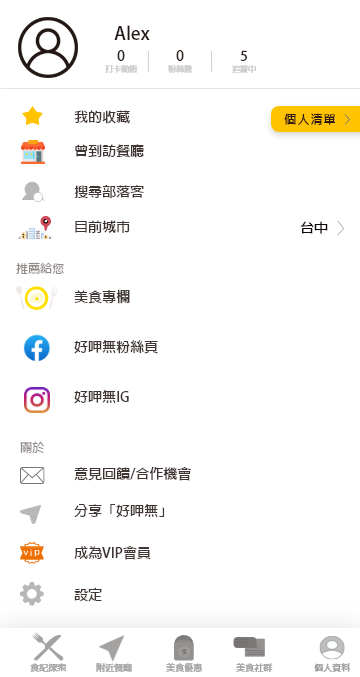 Alex
0 0 5
打卡動態 粉絲數 追蹤中
我的收藏
個人清單
曾到訪餐廳
搜尋部落客
目前城市 台中
推薦給您
美食專欄
好呷無粉絲頁
好呷無IG
關於
意見回饋/合作機會
分享「好呷無」
vip 成為VIP會員
設定
食記探索 附近餐廳 美食優惠 美食社群 個人資料